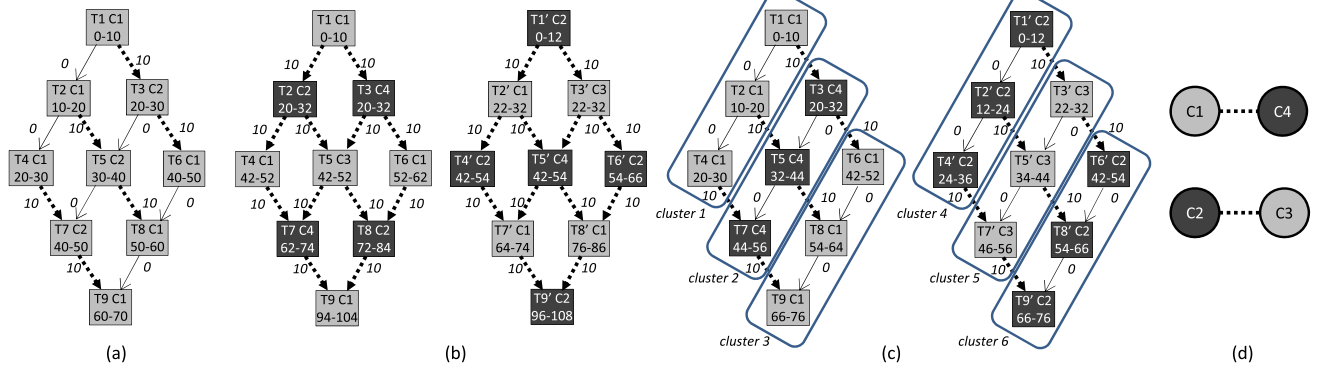 T1 C1
0-10
0
10
T2 C1
10-20
T3 C2
20-30
0
10
0
10
T4 C1
20-30
T5 C2
30-40
T6 C1
40-50
10
0
10
0
T7 C2
40-50
T8 C1
50-60
10
0
T9 C1
60-70
(a)
T1 C1
0-10
10
10
T2 C2
20-32
T3 C4
20-32
10
10
10
10
T4 C1
42-52
T5 C3
42-52
T6 C1
52-62
10
10
10
10
T7 C4
62-74
T8 C2
72-84
10
10
T9 C1
94-104
T1′ C2
0-12
10
10
T2′ C1
22-32
T3′ C3
22-32
10
10
10
10
T4′ C2
42-54
T5′ C4
42-54
T6′ C2
54-66
10
10
10
10
T7′ C1
64-74
T8′ C1
76-86
10
10
T9′ C2
96-108
(b)
T1 C1
0-10
0
10
T2 C1
10-20
T3 C4
20-32
0
10
0
10
T4 C1
20-30
T5 C4
32-44
T6 C1
42-52
cluster 1
10
0
10
0
T7 C4
44-56
T8 C1
54-64
cluster 2
10
0
T9 C1
66-76
cluster 3
T1′ C2
0-12
0
10
T2′ C2
12-24
T3′ C3
22-32
0
10
0
10
T4′ C2
24-36
T5′ C3
34-44
T6′ C2
42-54
cluster 4
10
0
10
0
T7′ C3
46-56
T8′ C2
54-66
cluster 5
10
0
T9′ C2
66-76
cluster 6
(c)
C1
C4
C2
C3
(d)